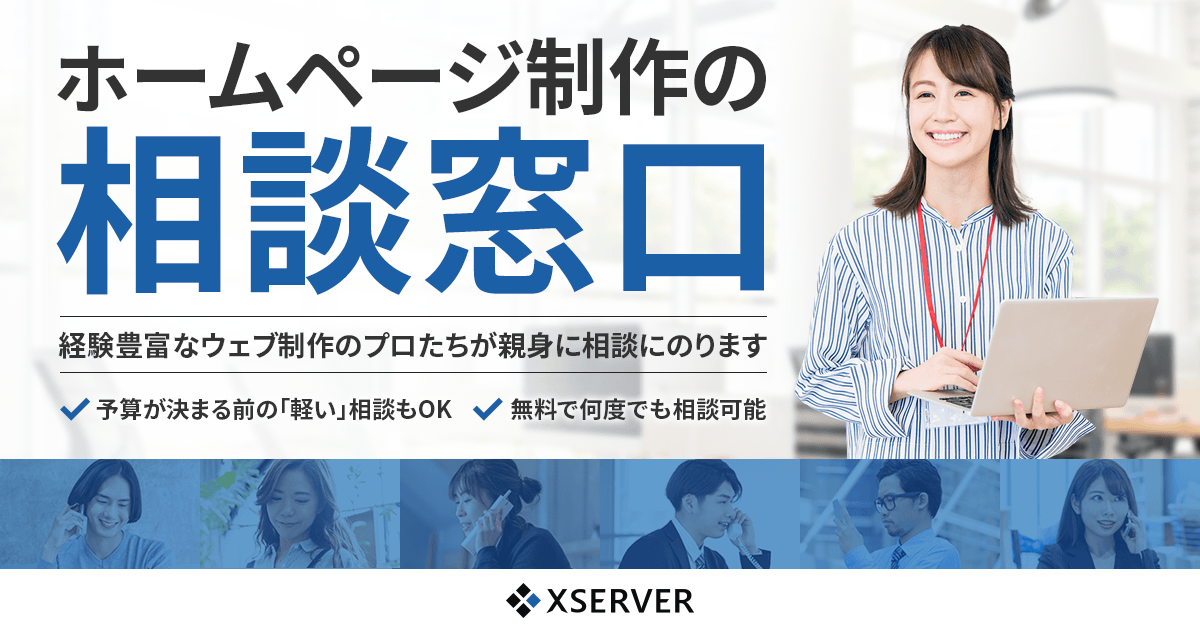 ホームページ制作の
相談窓口
経験豊富なウェブ制作のプロたちが親身に相談にのります
予算が決まる前の「軽い」相談もOK 無料で何度でも相談可能
XSERVER